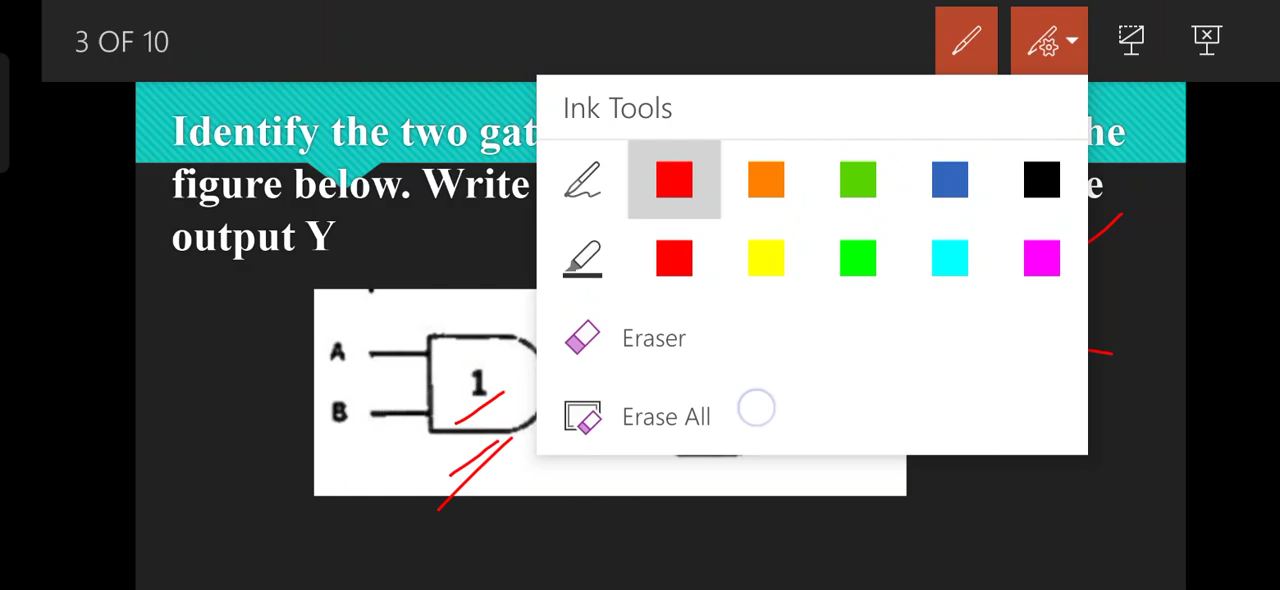 3 OF 10
Ink Tools
Identify the two gat he
figure below. Write e
output Y
Eraser
A
1
B
Erase All